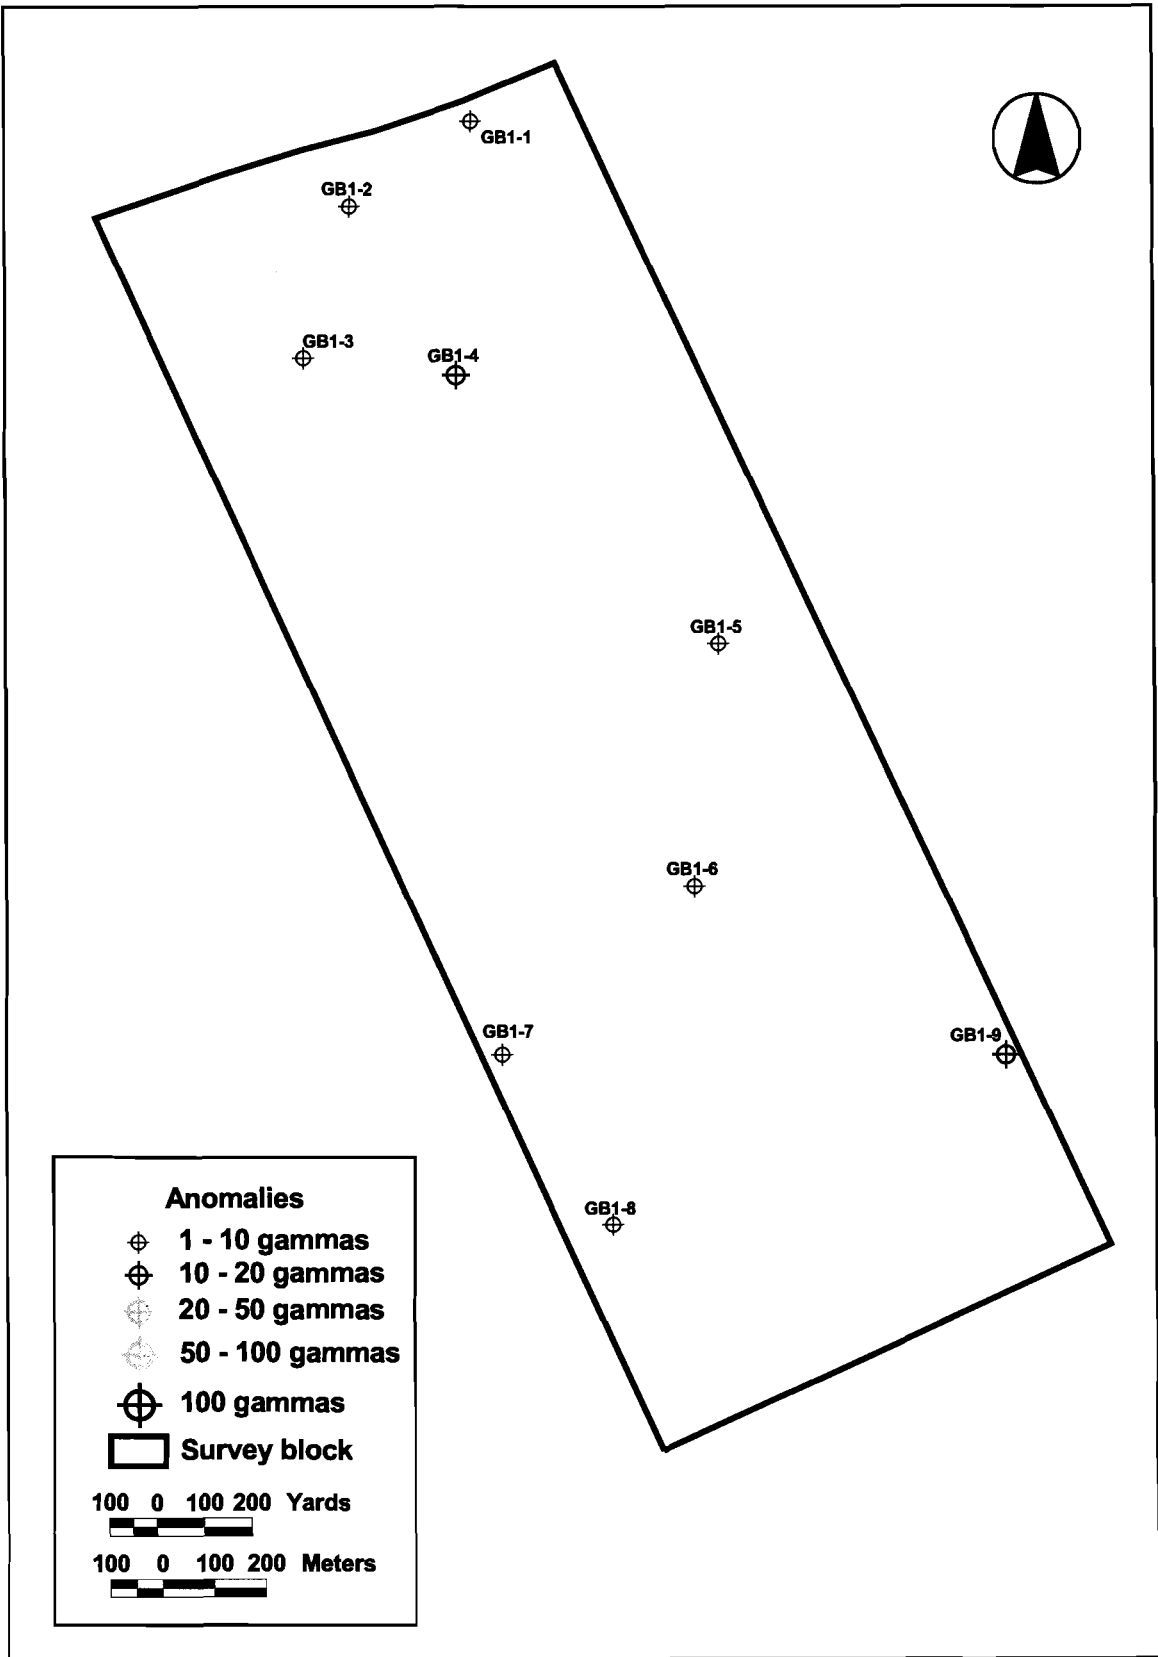 GB1-1
GB1-2
GB1-3
GB1-4
GB1-5
GB1-6
GB1-7
GB1-9
GB1-8
Anomalies
1 - 10 gammas
10 - 20 gammas
20 - 50 gammas
50 - 100 gammas
100 gammas
Survey block
100 0 100 200 Yards
100 0 100 200 Meters